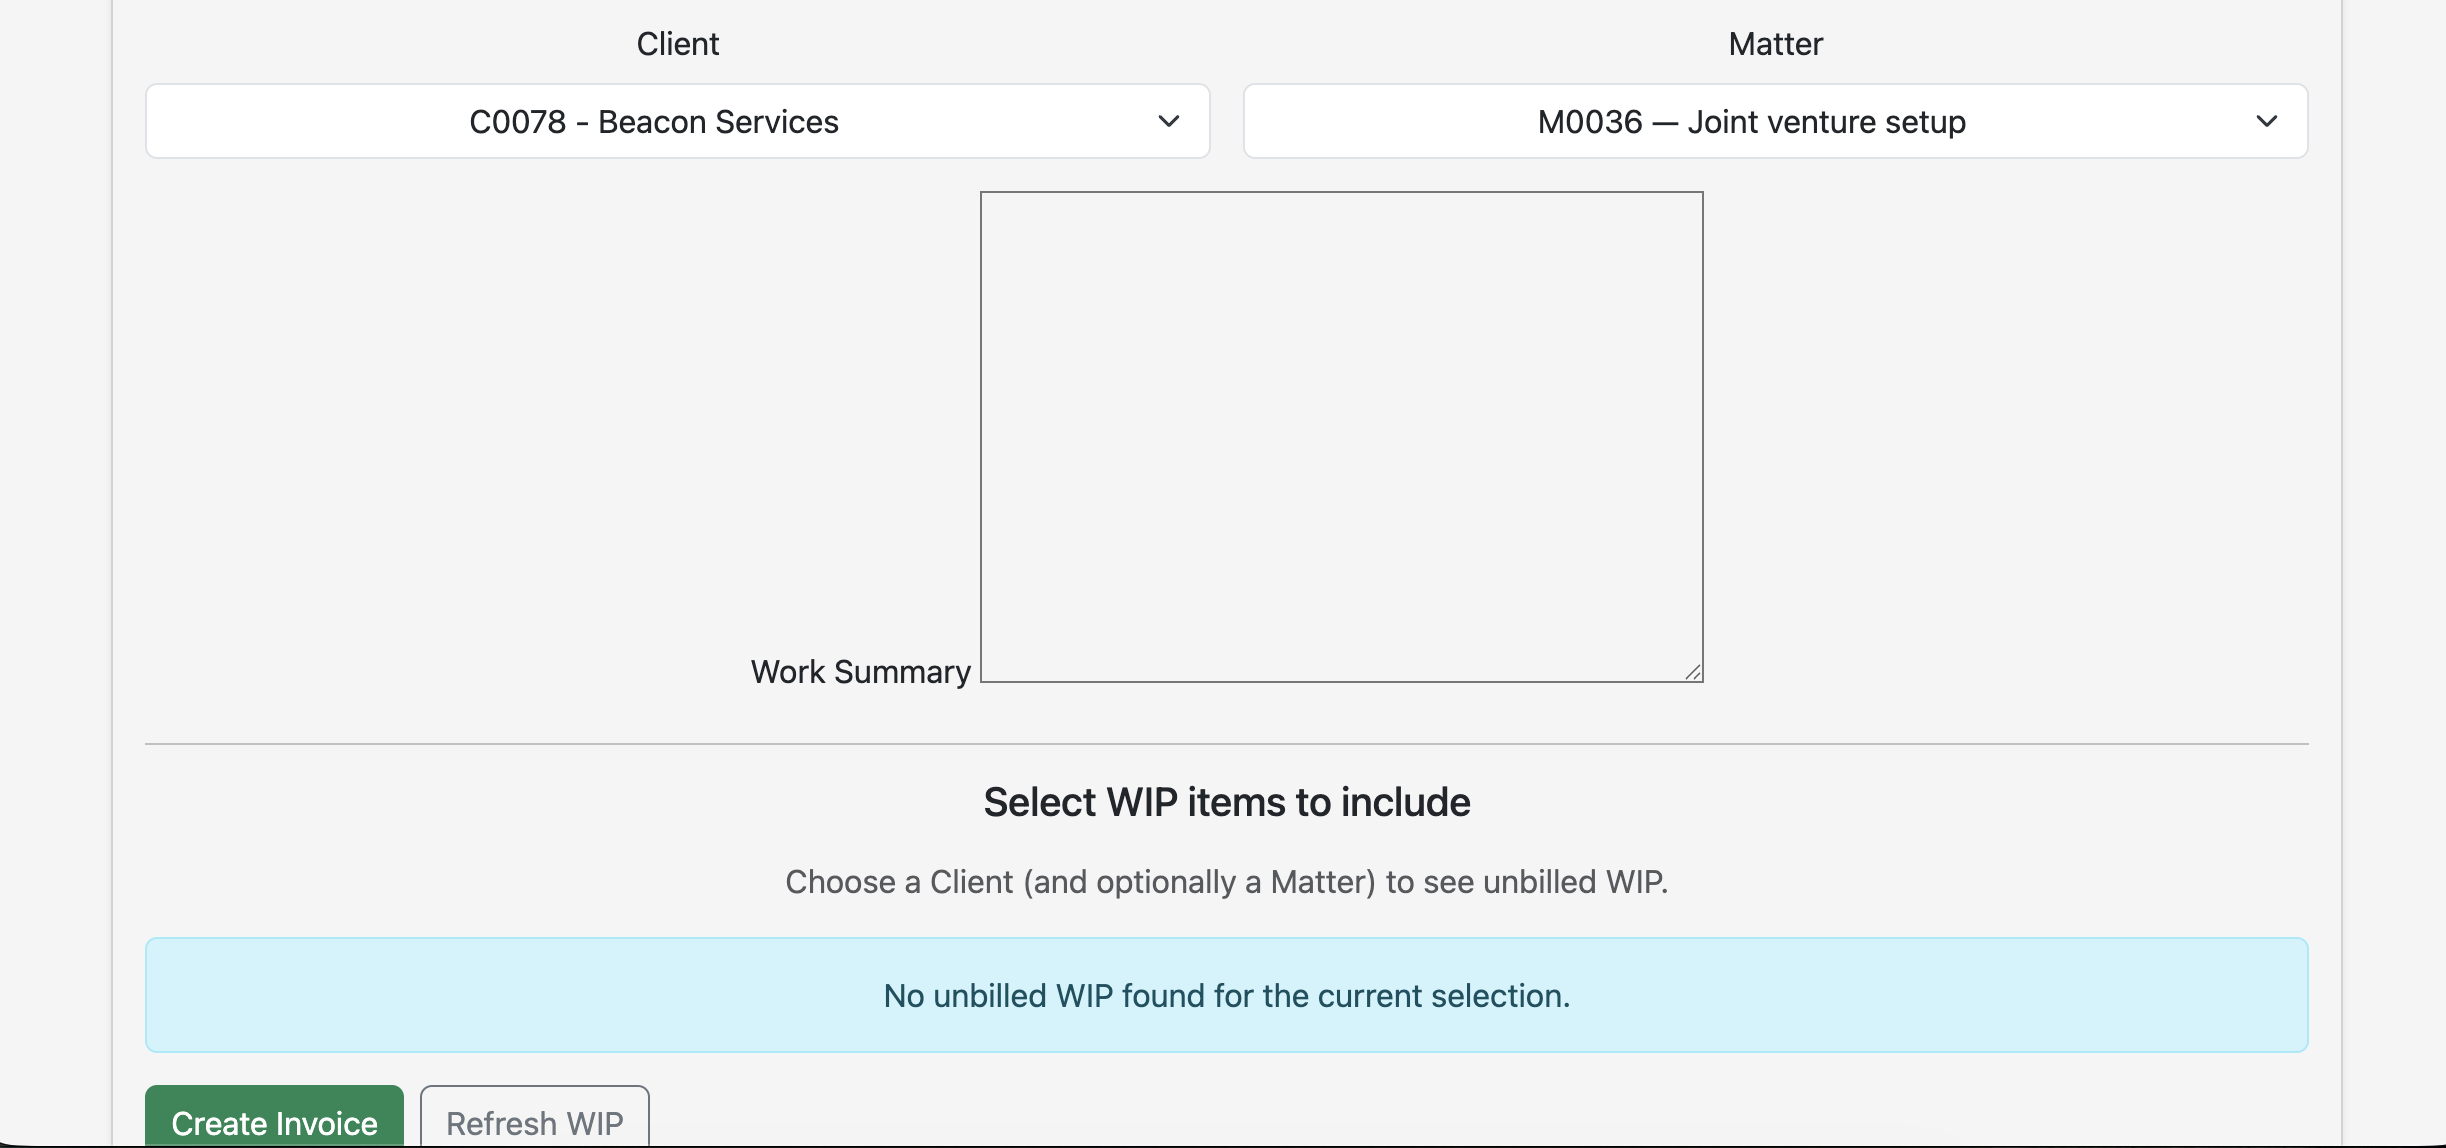 Client
Matter
C0078 - Beacon Services
M0036 — Joint venture setup
Work Summary
Select WIP items to include
Choose a Client (and optionally a Matter) to see unbilled WIP.
No unbilled WIP found for the current selection.
Create Invoice
Refresh WIP